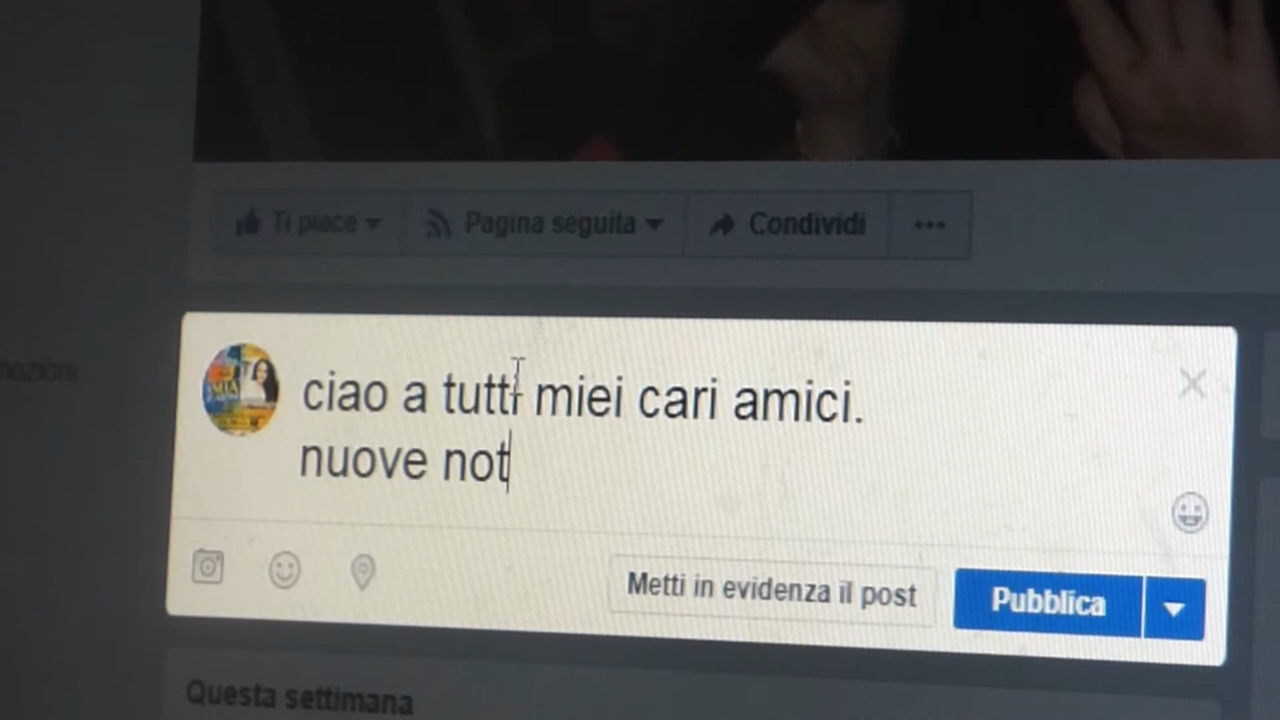 Ti piace
Pagina seguita
Condividi
ciao a tutti miei cari amici.
nuove not
Metti in evidenza il post
Pubblica
Questa settimana